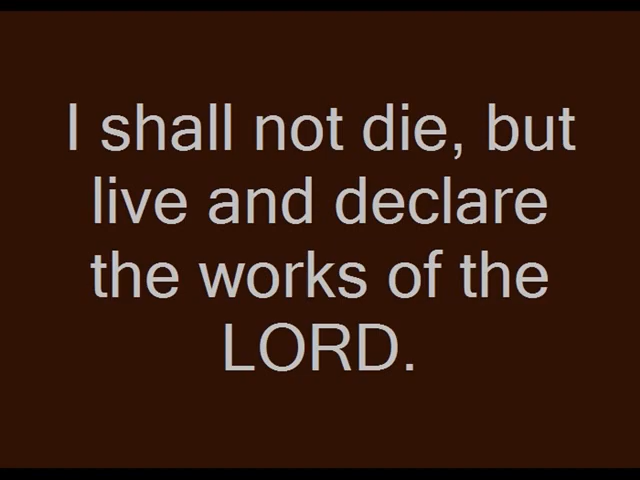 I shall not die, but
live and declare
the works of the
LORD.